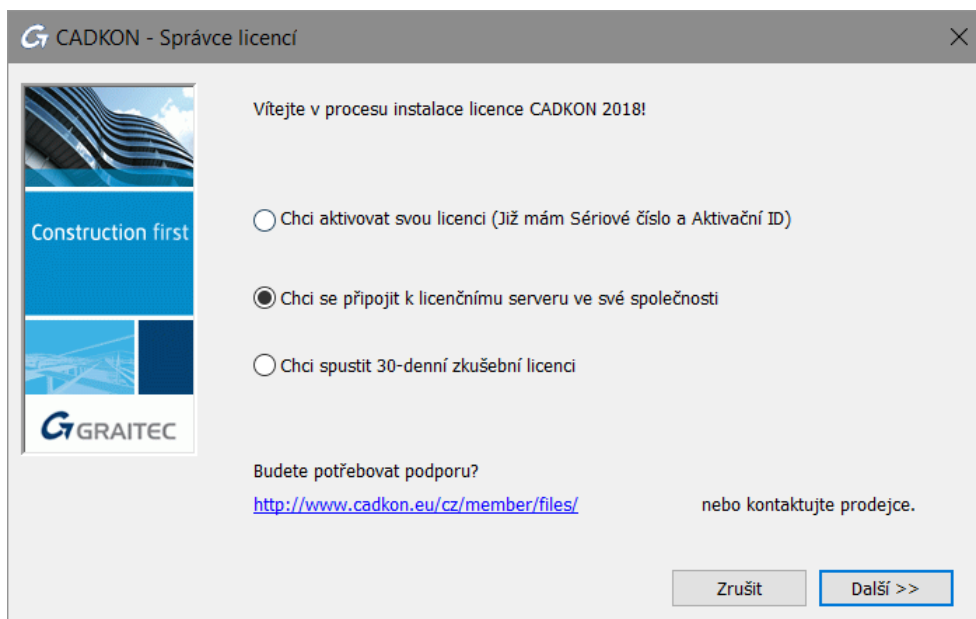 CADKON - Správce licencí
Vítejte v procesu instalace licence CADKON 2018!
Chci aktivovat svou licenci (Již mám Sériové číslo a Aktivační ID)
Construction first
Chci se připojit k licenčnímu serveru ve své společnosti
Chci spustit 30-denní zkušební licenci
GRAITEC
Budete potřebovat podporu?
http://www.cadkon.eu/cz/member/files/ nebo kontaktujte prodejce.
Zrušit Další >>